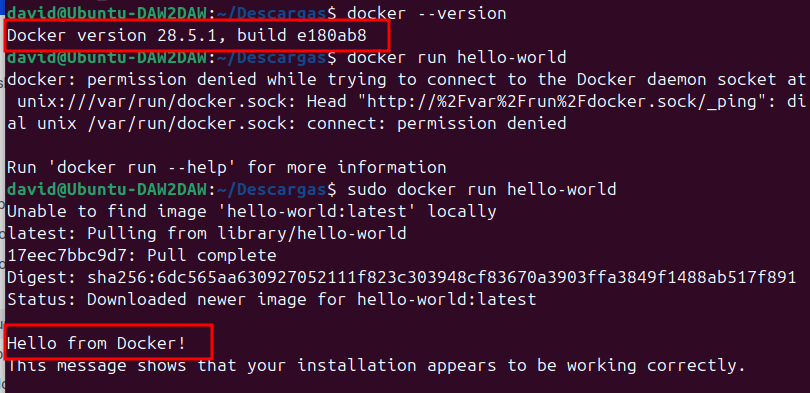 david@Ubuntu-DAW2DAW:~/Descargas$ docker --version
Docker version 28.5.1, build e180ab8
david@Ubuntu-DAW2DAW:~/Descargas$ docker run hello-world
docker: permission denied while trying to connect to the Docker daemon socket at
 unix:///var/run/docker.sock: Head "http://%2Fvar%2Frun%2Fdocker.sock/_ping": di
al unix /var/run/docker.sock: connect: permission denied

Run 'docker run --help' for more information
david@Ubuntu-DAW2DAW:~/Descargas$ sudo docker run hello-world
Unable to find image 'hello-world:latest' locally
latest: Pulling from library/hello-world
17eec7bbc9d7: Pull complete
Digest: sha256:6dc565aa630927052111f823c303948cf83670a3903ffa3849f1488ab517f891
Status: Downloaded newer image for hello-world:latest

Hello from Docker!
This message shows that your installation appears to be working correctly.